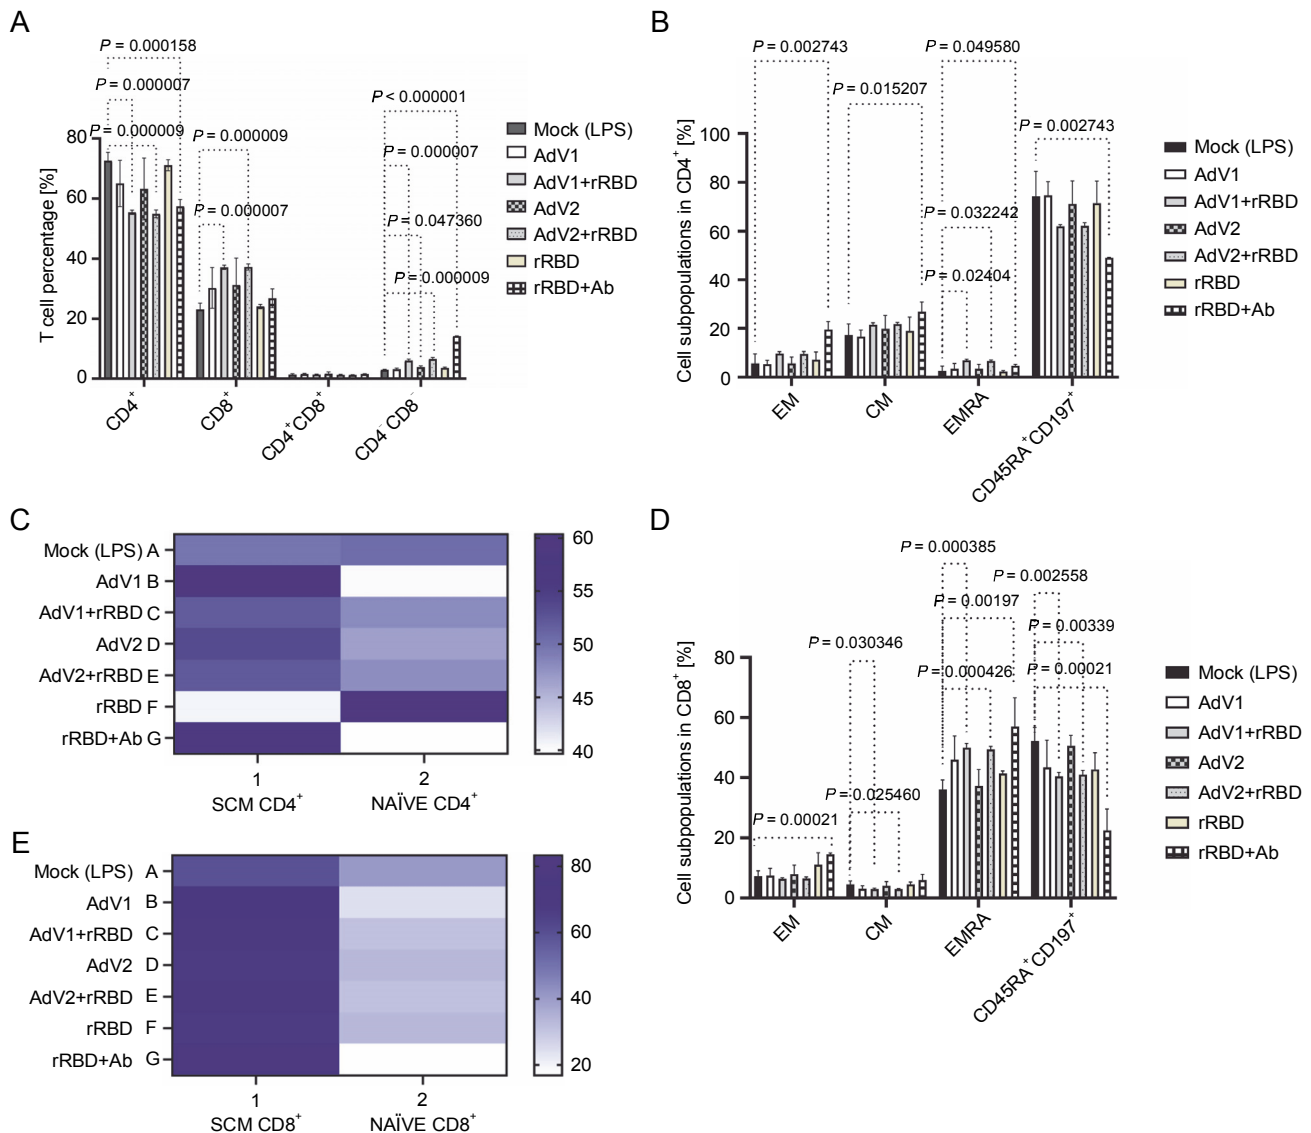 A
P = 0.000158
P = 0.000007
P = 0.000009
P = 0.000009
P = 0.000007
P < 0.000001
P = 0.000007
P = 0.047360
P = 0.000009
T cell percentage [%]
80
60
40
20
0
CD4+
CD8+
CD4+CD8+
CD4-CD8-
Mock (LPS)
AdV1
AdV1+rRBD
AdV2
AdV2+rRBD
rRBD
rRBD+Ab
B
P = 0.002743
P = 0.049580
P = 0.015207
P = 0.002743
P = 0.032242
P = 0.02404
Cell subpopulations in CD4+ [%]
100
80
60
40
20
0
EM
CM
EMRA
CD45RA+CD197+
Mock (LPS)
AdV1
AdV1+rRBD
AdV2
AdV2+rRBD
rRBD
rRBD+Ab
C
Mock (LPS) A
AdV1 B
AdV1+rRBD C
AdV2 D
AdV2+rRBD E
rRBD F
rRBD+Ab G
1
2
SCM CD4+
NAÏVE CD4+
60
55
50
45
40
D
P = 0.000385
P = 0.002558
P = 0.00197
P = 0.00339
P = 0.030346
P = 0.000426
P = 0.00021
P = 0.025460
P = 0.00021
Cell subpopulations in CD8+ [%]
80
60
40
20
0
EM
CM
EMRA
CD45RA+CD197+
Mock (LPS)
AdV1
AdV1+rRBD
AdV2
AdV2+rRBD
rRBD
rRBD+Ab
E
Mock (LPS) A
AdV1 B
AdV1+rRBD C
AdV2 D
AdV2+rRBD E
rRBD F
rRBD+Ab G
1
2
SCM CD8+
NAÏVE CD8+
80
60
40
20